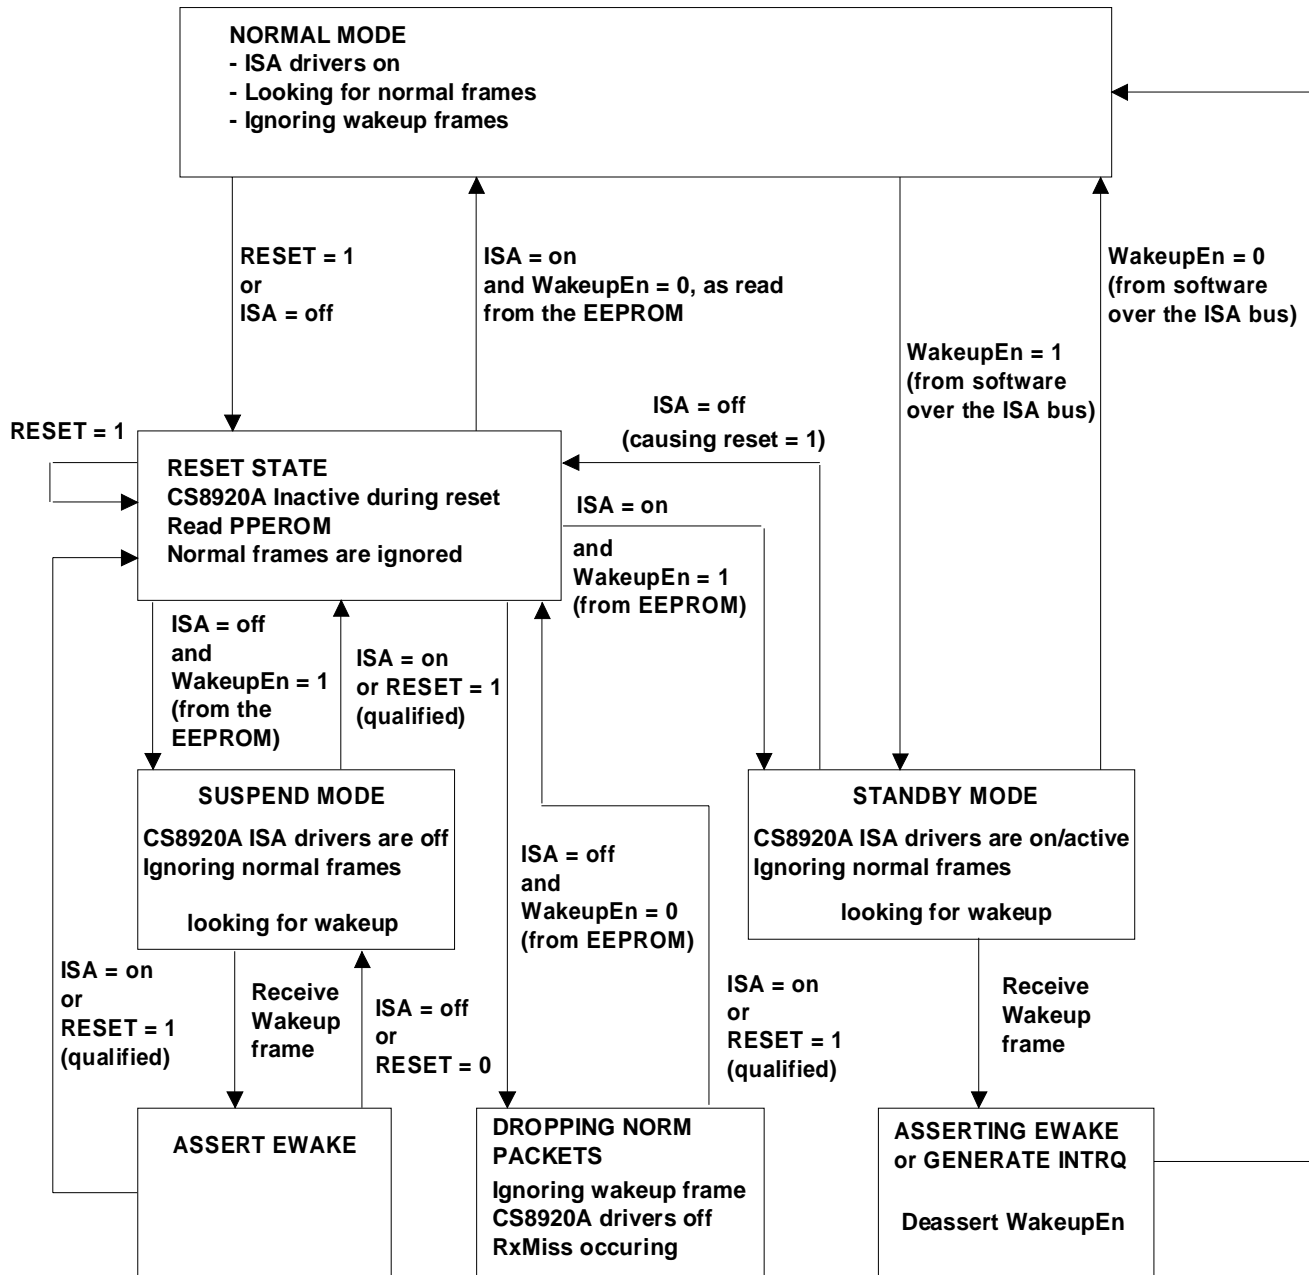 NORMAL MODE
- ISA drivers on
- Looking for normal frames
- Ignoring wakeup frames
RESET = 1
or
ISA = off
ISA = on
and WakeupEn = 0, as read
from the EEPROM
WakeupEn = 0
(from software
over the ISA bus)
WakeupEn = 1
(from software
over the ISA bus)
ISA = off
(causing reset = 1)
RESET = 1
RESET STATE
CS8920A Inactive during reset
Read PPEROM
Normal frames are ignored
ISA = on
and
WakeupEn = 1
(from EEPROM)
ISA = off
and
WakeupEn = 1
(from the
EEPROM)
ISA = on
or RESET = 1
(qualified)
SUSPEND MODE
CS8920A ISA drivers are off
Ignoring normal frames
looking for wakeup
ISA = off
and
WakeupEn = 0
(from EEPROM)
STANDBY MODE
CS8920A ISA drivers are on/active
Ignoring normal frames
looking for wakeup
ISA = on
or
RESET = 1
(qualified)
Receive
Wakeup
frame
ISA = off
or
RESET = 0
ISA = on
or
RESET = 1
(qualified)
Receive
Wakeup
frame
ASSERT EWAKE
DROPPING NORM
PACKETS
Ignoring wakeup frame
CS8920A drivers off
RxMiss occuring
ASSERTING EWAKE
or GENERATE INTRQ
Deassert WakeupEn